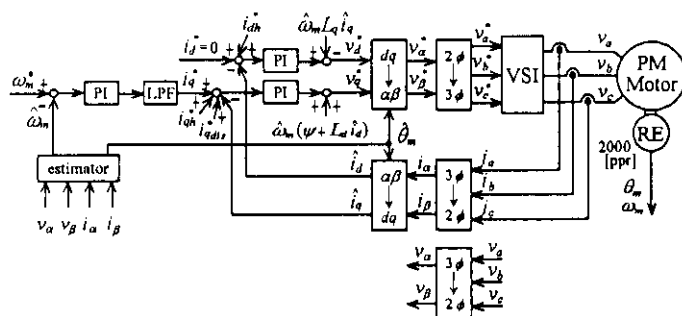 i*dh
ω̂m Lq îq
i*d=0
+ + + −
PI
+ −
v*d
dq
↓
αβ
v*α
2φ
↓
3φ
v*a
v*b
v*c
VSI
va
vb
vc
PM
Motor
ω*m
+
−
ω̂m
PI
LPF
i*q
+ + + −
i*qh
i*qdis
PI
+ +
v*q
v*β
ω̂m(ψ + Ld îd)
θ̂m
RE
2000
[ppr]
θm
ωm
estimator
vα vβ iα iβ
îd
îq
αβ
↓
dq
iα
iβ
3φ
↓
2φ
ia
ib
ic
vα
vβ
3φ
↓
2φ
va
vb
vc